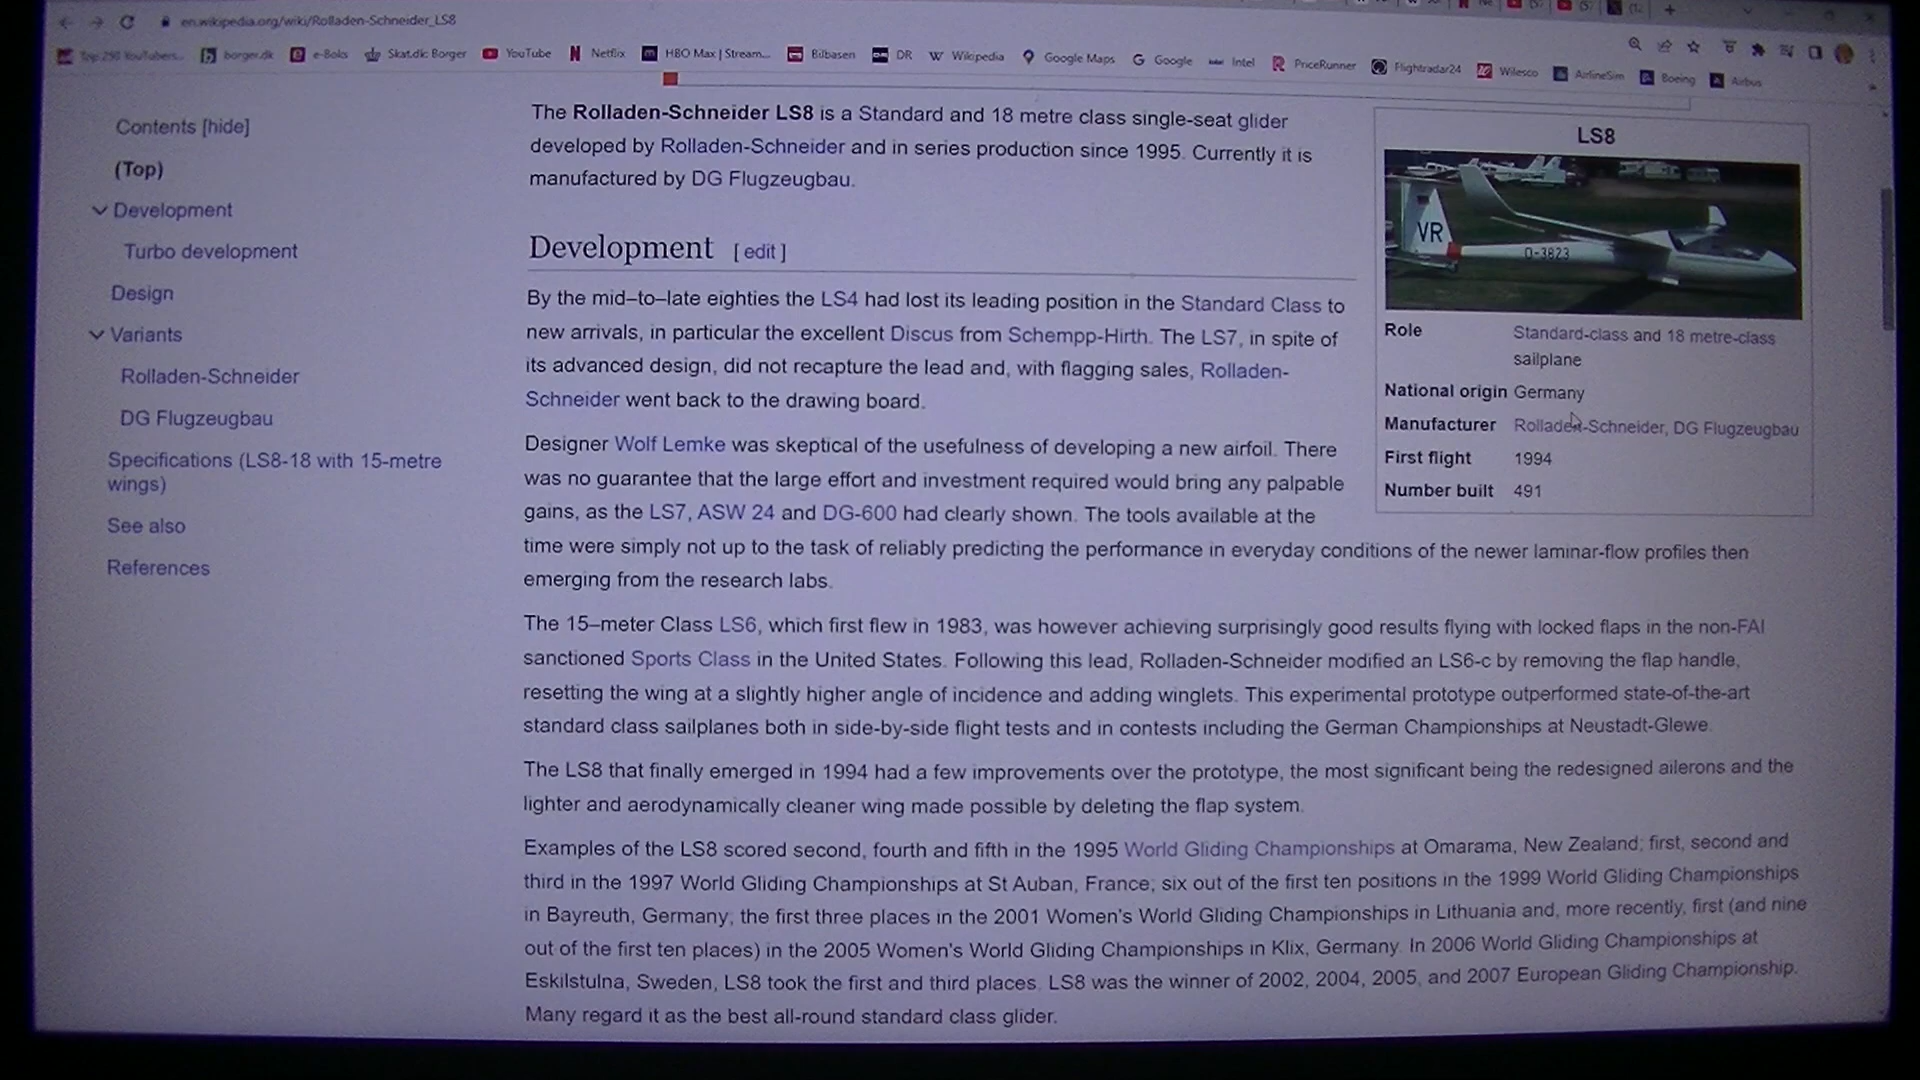 en.wikipedia.org/wiki/Rolladen-Schneider_LS8
Top 250 YouTubers... borger.dk e-Boks Skat.dk: Borger YouTube Netflix HBO Max | Stream... Bilbasen DR Wikipedia Google Maps Google Intel PriceRunner Flightradar24 Wilesco AirlineSim Boeing Airbus
Contents [hide]
(Top)
Development
Turbo development
Design
Variants
Rolladen-Schneider
DG Flugzeugbau
Specifications (LS8-18 with 15-metre
wings)
See also
References
The Rolladen-Schneider LS8 is a Standard and 18 metre class single-seat glider
developed by Rolladen-Schneider and in series production since 1995. Currently it is
manufactured by DG Flugzeugbau.
Development [ edit ]
By the mid–to–late eighties the LS4 had lost its leading position in the Standard Class to
new arrivals, in particular the excellent Discus from Schempp-Hirth. The LS7, in spite of
its advanced design, did not recapture the lead and, with flagging sales, Rolladen-
Schneider went back to the drawing board.
Designer Wolf Lemke was skeptical of the usefulness of developing a new airfoil. There
was no guarantee that the large effort and investment required would bring any palpable
gains, as the LS7, ASW 24 and DG-600 had clearly shown. The tools available at the
time were simply not up to the task of reliably predicting the performance in everyday conditions of the newer laminar-flow profiles then
emerging from the research labs.
The 15–meter Class LS6, which first flew in 1983, was however achieving surprisingly good results flying with locked flaps in the non-FAI
sanctioned Sports Class in the United States. Following this lead, Rolladen-Schneider modified an LS6-c by removing the flap handle,
resetting the wing at a slightly higher angle of incidence and adding winglets. This experimental prototype outperformed state-of-the-art
standard class sailplanes both in side-by-side flight tests and in contests including the German Championships at Neustadt-Glewe.
The LS8 that finally emerged in 1994 had a few improvements over the prototype, the most significant being the redesigned ailerons and the
lighter and aerodynamically cleaner wing made possible by deleting the flap system.
Examples of the LS8 scored second, fourth and fifth in the 1995 World Gliding Championships at Omarama, New Zealand; first, second and
third in the 1997 World Gliding Championships at St Auban, France; six out of the first ten positions in the 1999 World Gliding Championships
in Bayreuth, Germany; the first three places in the 2001 Women's World Gliding Championships in Lithuania and, more recently, first (and nine
out of the first ten places) in the 2005 Women's World Gliding Championships in Klix, Germany. In 2006 World Gliding Championships at
Eskilstulna, Sweden, LS8 took the first and third places. LS8 was the winner of 2002, 2004, 2005, and 2007 European Gliding Championship.
Many regard it as the best all-round standard class glider.
LS8
VR
D-3823
Role Standard-class and 18 metre-class
sailplane
National origin Germany
Manufacturer Rolladen-Schneider, DG Flugzeugbau
First flight 1994
Number built 491